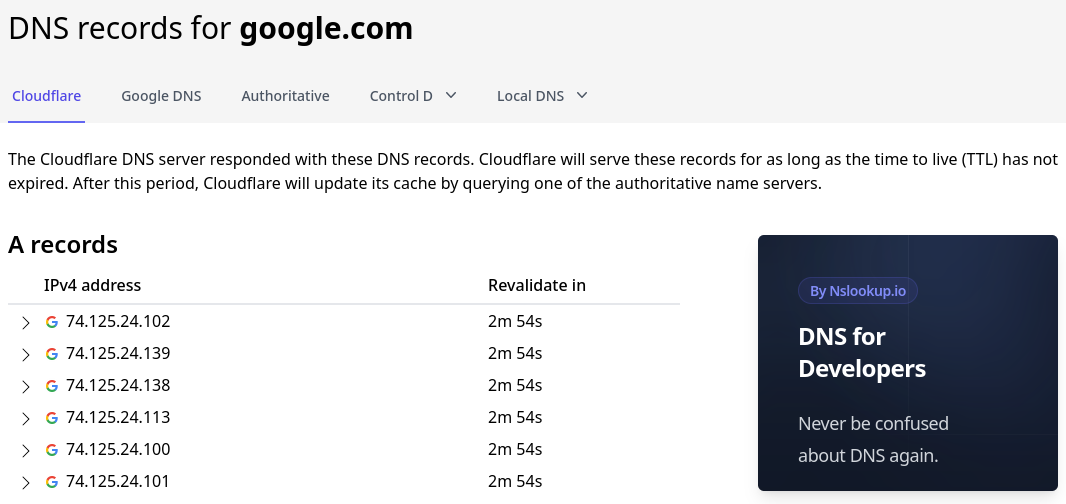 DNS records for google.com
Cloudflare Google DNS Authoritative Control D Local DNS
The Cloudflare DNS server responded with these DNS records. Cloudflare will serve these records for as long as the time to live (TTL) has not
expired. After this period, Cloudflare will update its cache by querying one of the authoritative name servers.
A records
IPv4 address Revalidate in
74.125.24.102 2m 54s
74.125.24.139 2m 54s
74.125.24.138 2m 54s
74.125.24.113 2m 54s
74.125.24.100 2m 54s
74.125.24.101 2m 54s
By Nslookup.io
DNS for
Developers
Never be confused
about DNS again.